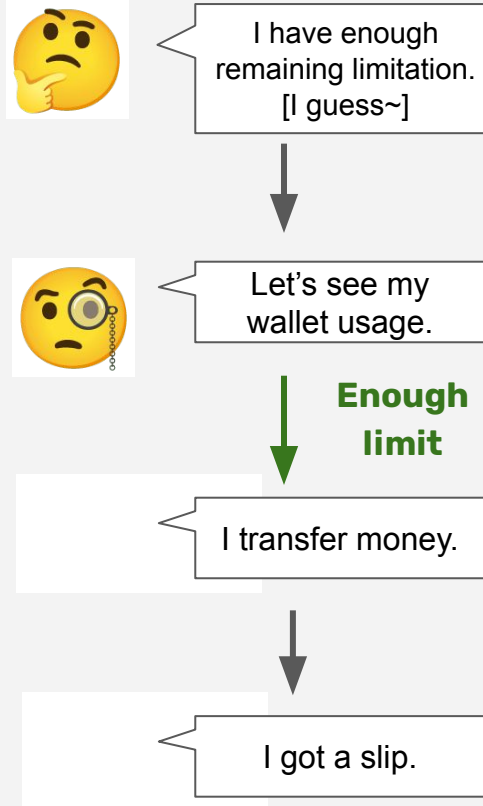 I have enough
remaining limitation.
[I guess~]
Let’s see my
wallet usage.
Enough
limit
I transfer money.
I got a slip.